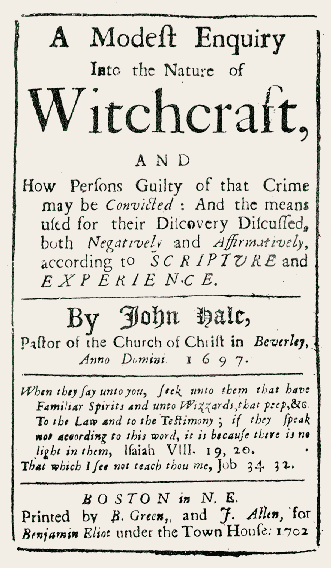 A Modeſt Enquiry
Into the Nature of
Witchcraft,
AND
How Perſons Guilty of that Crime
may be Convicted : And the means
uſed for their Diſcovery Diſcuſſed,
both Negatively and Affirmatively,
according to SCRIPTURE and
EXPERIENCE.
By John Hale,
Paſtor of the Church of Chriſt in Beverley,
Anno Domini 1697.
When they ſay unto you, ſeek unto them that have
Familiar Spirits and unto Wizzards, that peep, &c.
To the Law and to the Teſtimony ; if they ſpeak
not according to this word, it is becauſe there is no
light in them, Iſaiah VIII. 19, 20.
That which I ſee not teach thou me, Job 34. 32.
BOSTON in N. E.
Printed by B. Green, and J. Allen, for
Benjamin Eliot under the Town Houſe: 1702